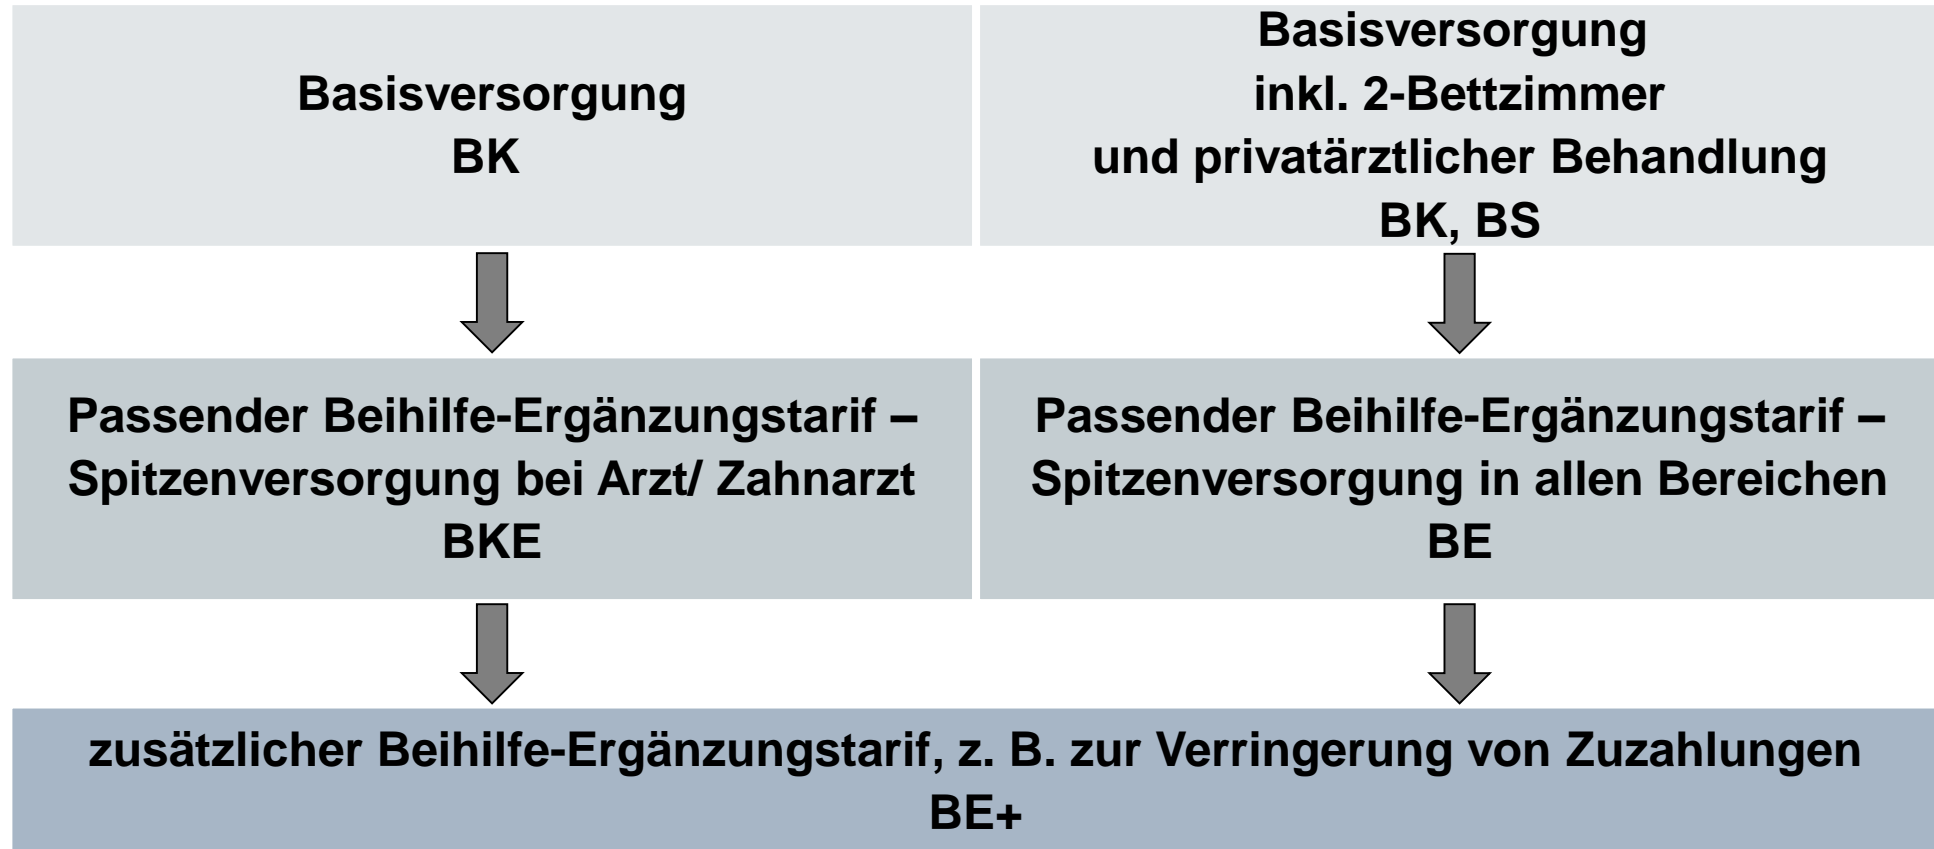 Basisversorgung
BK
Basisversorgung
inkl. 2-Bettzimmer
und privatärztlicher Behandlung
BK, BS
Passender Beihilfe-Ergänzungstarif –
Spitzenversorgung bei Arzt/ Zahnarzt
BKE
Passender Beihilfe-Ergänzungstarif –
Spitzenversorgung in allen Bereichen
BE
zusätzlicher Beihilfe-Ergänzungstarif, z. B. zur Verringerung von Zuzahlungen
BE+